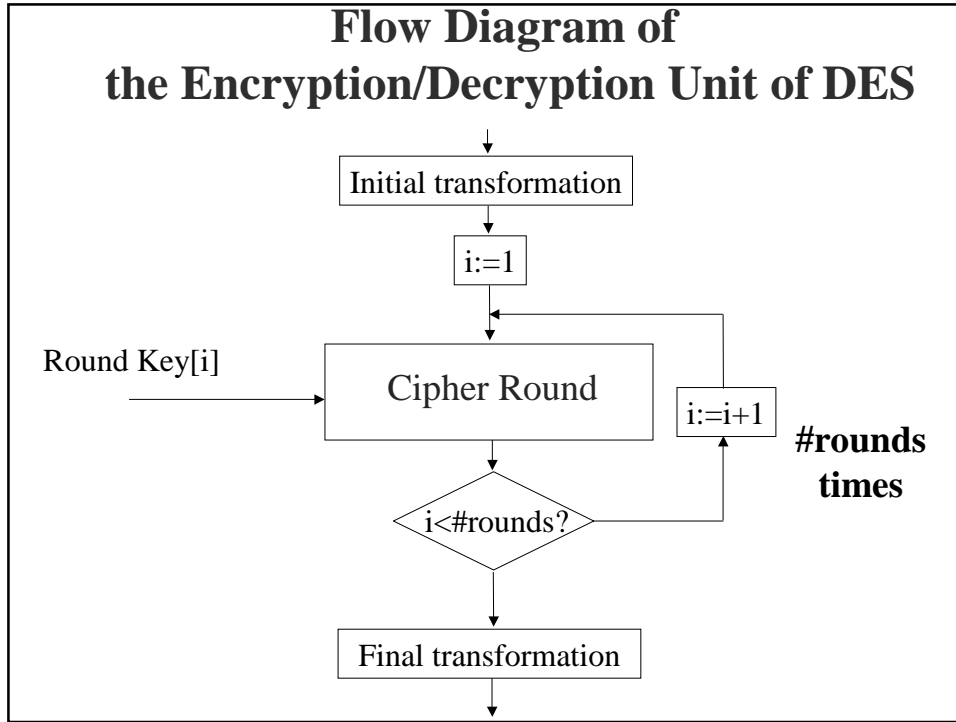 Flow Diagram of
the Encryption/Decryption Unit of DES
Initial transformation
i:=1
Round Key[i]
Cipher Round
i:=i+1
#rounds
times
i<#rounds?
Final transformation